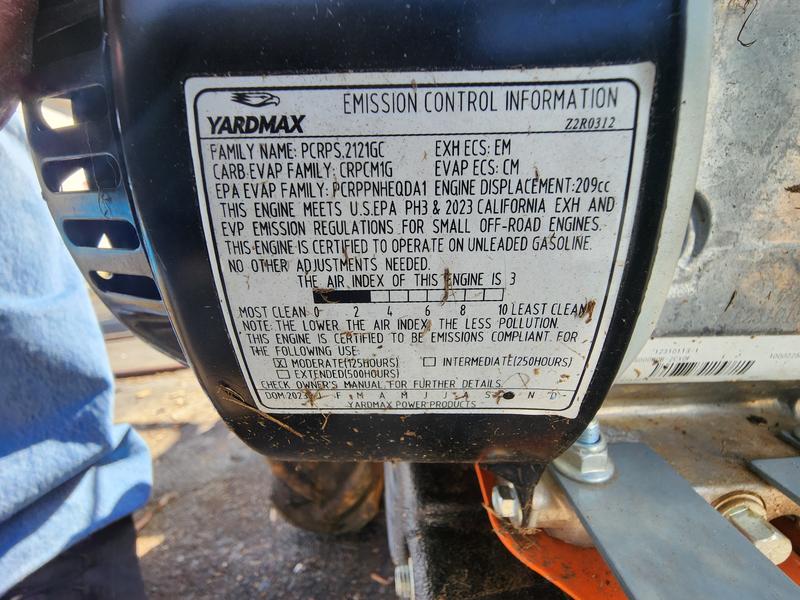 EMISSION CONTROL INFORMATION
YARDMAX
Z2R0312
FAMILY NAME: PCRPS.2121GC EXH ECS: EM
CARB EVAP FAMILY: CRPCM1G EVAP ECS: CM
EPA EVAP FAMILY: PCRPPNHEQDA1 ENGINE DISPLACEMENT:209cc
THIS ENGINE MEETS U.S.EPA PH3 & 2023 CALIFORNIA EXH AND
EVP EMISSION REGULATIONS FOR SMALL OFF-ROAD ENGINES.
THIS ENGINE IS CERTIFIED TO OPERATE ON UNLEADED GASOLINE.
NO OTHER ADJUSTMENTS NEEDED.
THE AIR INDEX OF THIS ENGINE IS 3
MOST CLEAN 0 2 4 6 8 10 LEAST CLEAN
NOTE: THE LOWER THE AIR INDEX, THE LESS POLLUTION.
THIS ENGINE IS CERTIFIED TO BE EMISSIONS COMPLIANT FOR
THE FOLLOWING USE:
MODERATE(125HOURS) INTERMEDIATE(250HOURS)
EXTENDED(500HOURS)
CHECK OWNER'S MANUAL FOR FURTHER DETAILS.
DOM:2023 J F M A M J J A S N D
YARDMAX POWER PRODUCTS